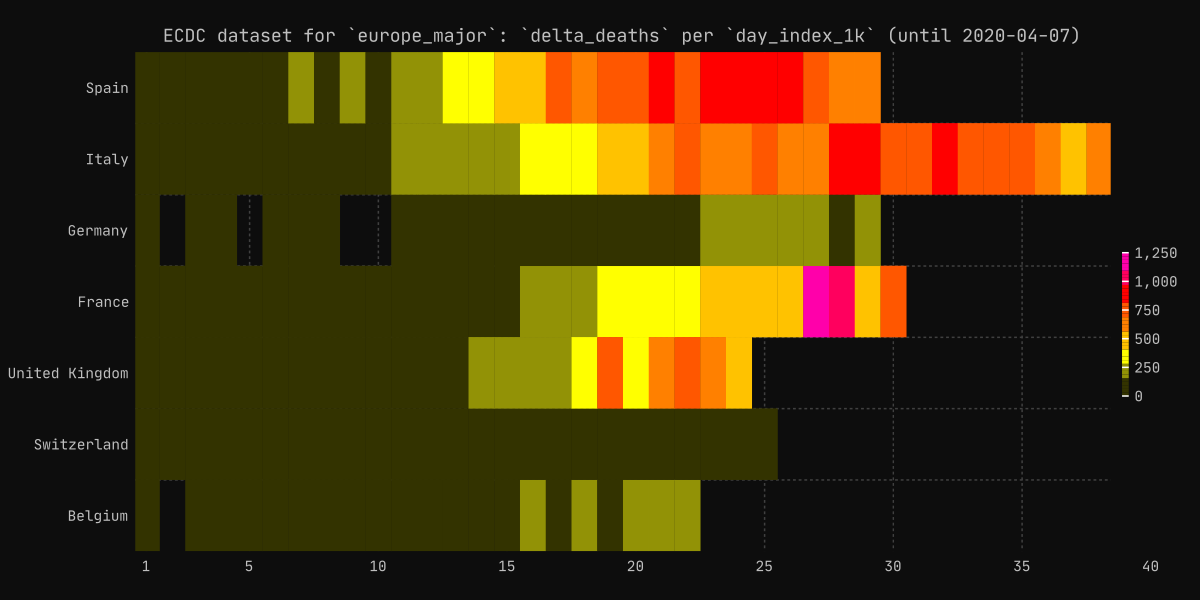 ECDC dataset for `europe_major`: `delta_deaths` per `day_index_1k` (until 2020-04-07)
Spain
Italy
Germany
France
United Kingdom
Switzerland
Belgium
1,250
1,000
750
500
250
0
1 5 10 15 20 25 30 35 40